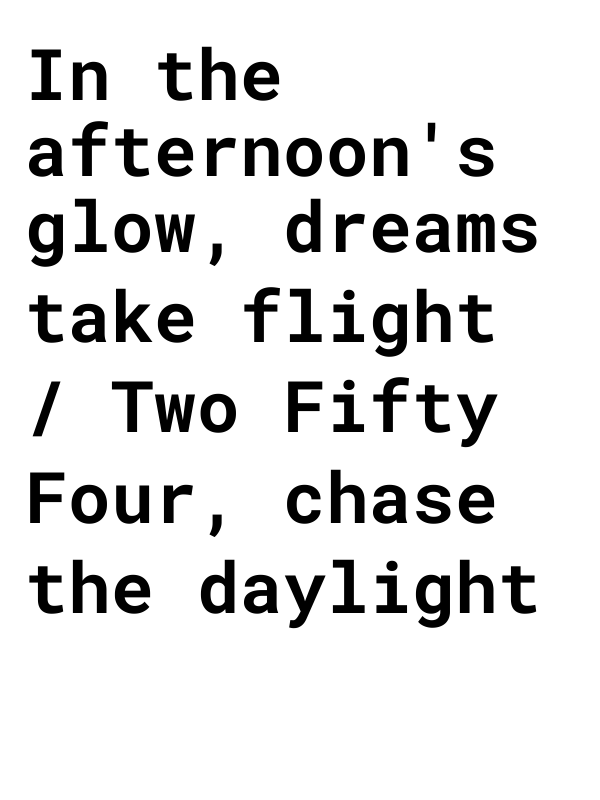 In the
afternoon's
glow, dreams
take flight
/ Two Fifty
Four, chase
the daylight